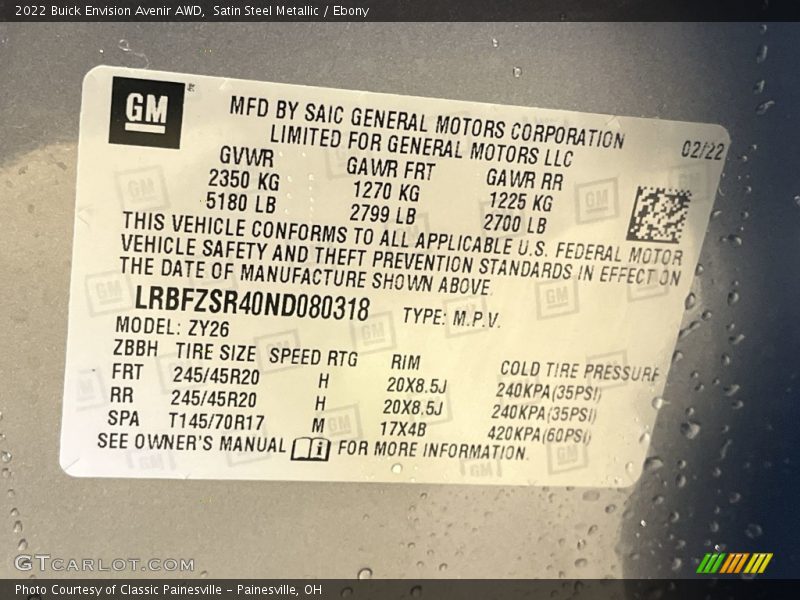 2022 Buick Envision Avenir AWD, Satin Steel Metallic / Ebony
GM
MFD BY SAIC GENERAL MOTORS CORPORATION
LIMITED FOR GENERAL MOTORS LLC
02/22
GVWR GAWR FRT GAWR RR
2350 KG 1270 KG 1225 KG
5180 LB 2799 LB 2700 LB
THIS VEHICLE CONFORMS TO ALL APPLICABLE U.S. FEDERAL MOTOR
VEHICLE SAFETY AND THEFT PREVENTION STANDARDS IN EFFECT ON
THE DATE OF MANUFACTURE SHOWN ABOVE.
LRBFZSR40ND080318 TYPE: M.P.V.
MODEL: ZY26
ZBBH TIRE SIZE SPEED RTG RIM COLD TIRE PRESSURE
FRT 245/45R20 H 20X8.5J 240KPA(35PSI)
RR 245/45R20 H 20X8.5J 240KPA(35PSI)
SPA T145/70R17 M 17X4B 420KPA(60PSI)
SEE OWNER'S MANUAL FOR MORE INFORMATION.
GTCARLOT.COM
Photo Courtesy of Classic Painesville - Painesville, OH